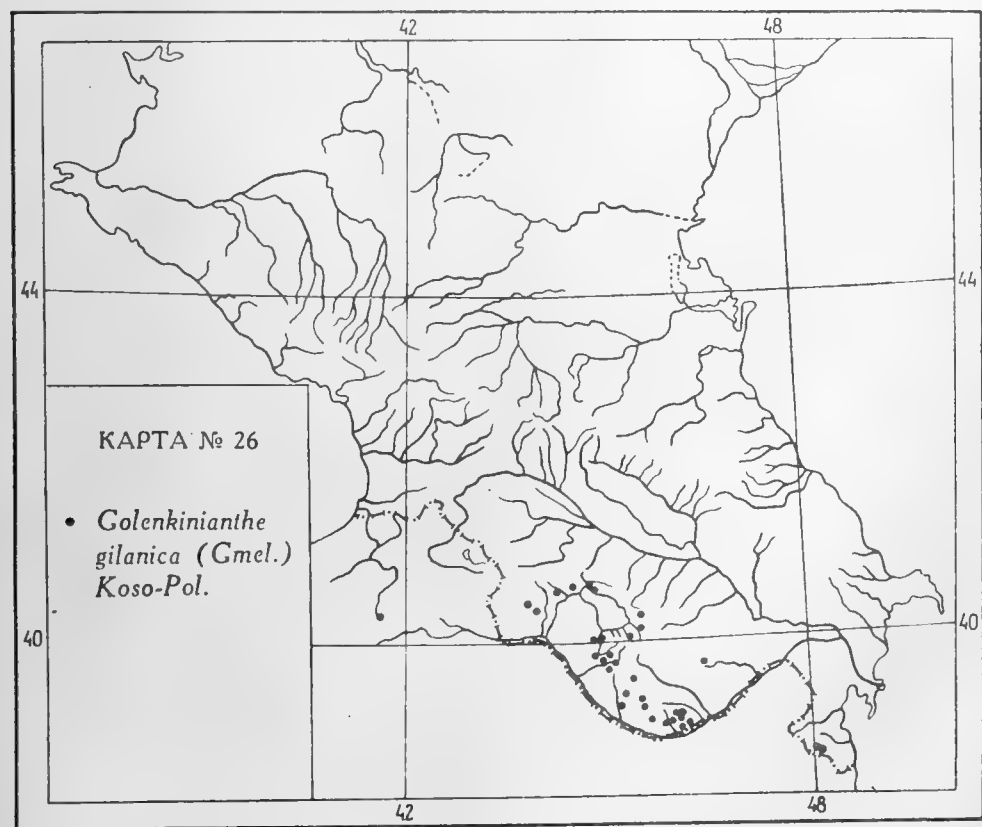 42 48
44 44
КАРТА № 26
• Golenkinianthe
gilanica (Gmel.)
Koso-Pol.
40 40
42 48